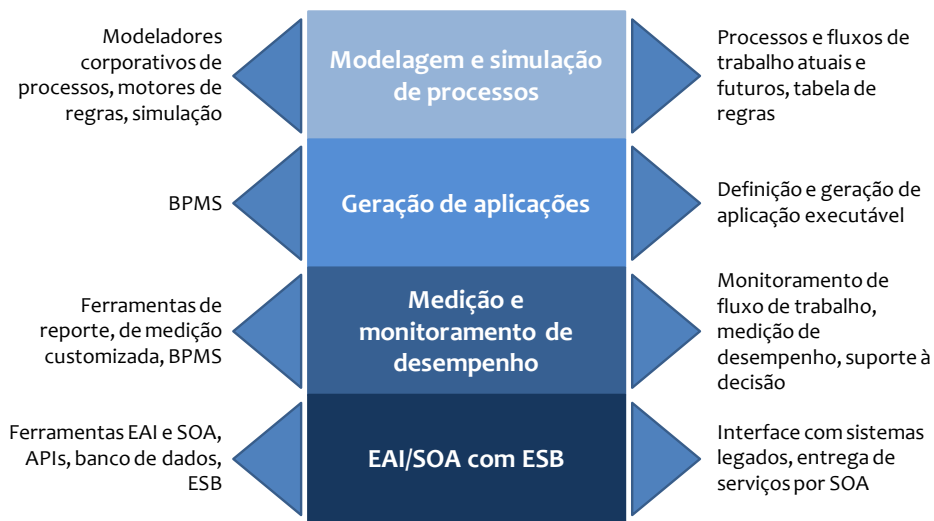 Modeladores
corporativos de
processos, motores de
regras, simulação
Modelagem e simulação
de processos
Processos e fluxos de
trabalho atuais e
futuros, tabela de
regras
BPMS
Geração de aplicações
Definição e geração de
aplicação executável
Ferramentas de
reporte, de medição
customizada, BPMS
Medição e
monitoramento de
desempenho
Monitoramento de
fluxo de trabalho,
medição de
desempenho, suporte à
decisão
Ferramentas EAI e SOA,
APIs, banco de dados,
ESB
EAI/SOA com ESB
Interface com sistemas
legados, entrega de
serviços por SOA